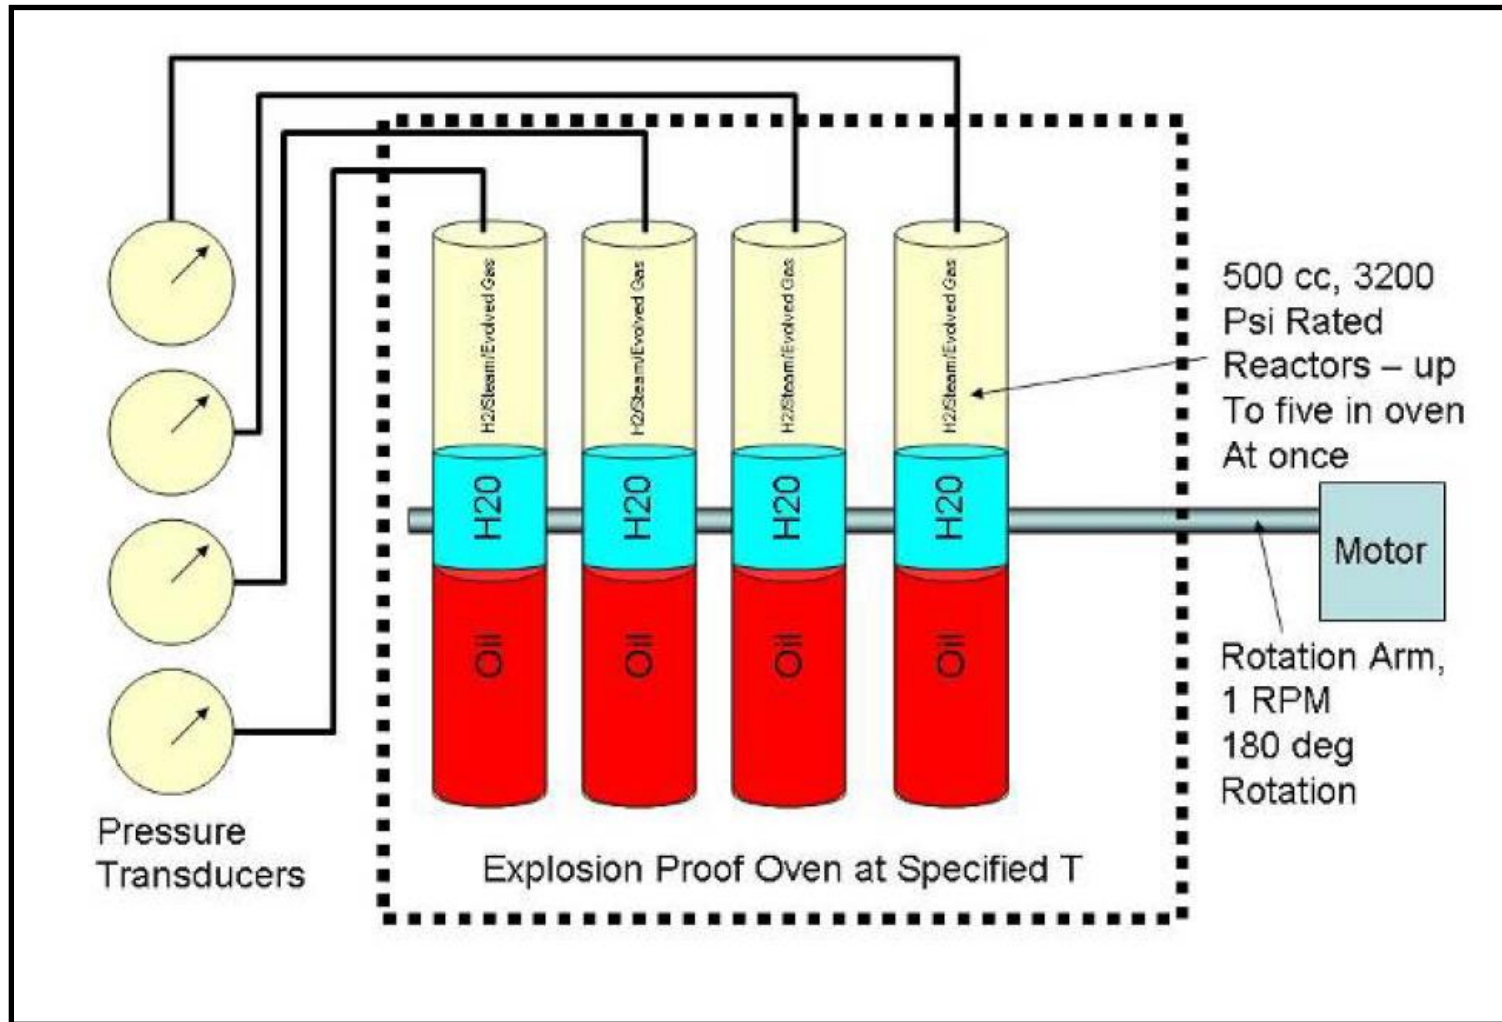 H2/Steam/Evolved Gas
H2/Steam/Evolved Gas
H2/Steam/Evolved Gas
H2/Steam/Evolved Gas
H20
H20
H20
H20
Oil
Oil
Oil
Oil
500 cc, 3200
Psi Rated
Reactors – up
To five in oven
At once
Motor
Rotation Arm,
1 RPM
180 deg
Rotation
Pressure
Transducers
Explosion Proof Oven at Specified T